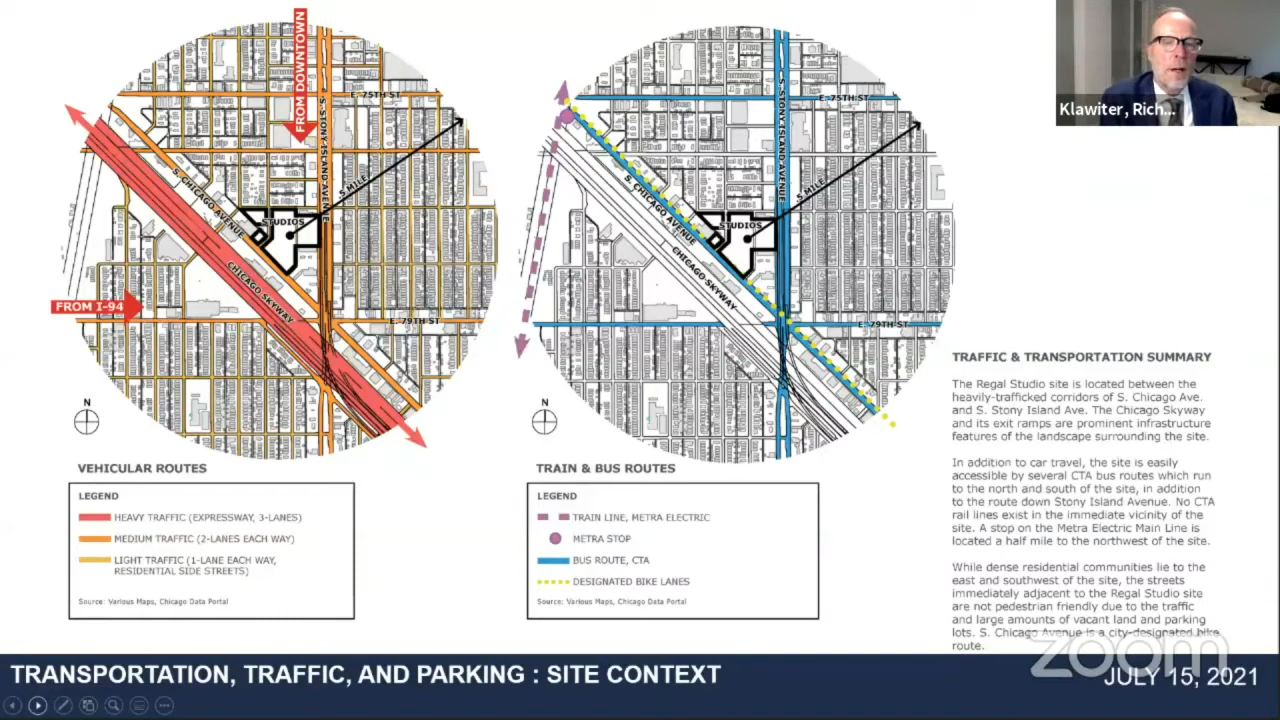 FROM DOWNTOWN
E. 75TH ST
S. STONY ISLAND AVENUE
.5 MILE
S. CHICAGO AVENUE
STUDIOS
CHICAGO SKYWAY
FROM I-94
E. 79TH ST
N
VEHICULAR ROUTES
LEGEND
HEAVY TRAFFIC (EXPRESSWAY, 3-LANES)
MEDIUM TRAFFIC (2-LANES EACH WAY)
LIGHT TRAFFIC (1-LANE EACH WAY,
RESIDENTIAL SIDE STREETS)
Source: Various Maps, Chicago Data Portal
E. 75TH ST
S. STONY ISLAND AVENUE
.5 MILE
S. CHICAGO AVENUE
STUDIOS
CHICAGO SKYWAY
E. 79TH ST
N
TRAIN & BUS ROUTES
LEGEND
TRAIN LINE, METRA ELECTRIC
METRA STOP
BUS ROUTE, CTA
DESIGNATED BIKE LANES
Source: Various Maps, Chicago Data Portal
Klawiter, Rich...
TRAFFIC & TRANSPORTATION SUMMARY
The Regal Studio site is located between the
heavily-trafficked corridors of S. Chicago Ave.
and S. Stony Island Ave. The Chicago Skyway
and its exit ramps are prominent infrastructure
features of the landscape surrounding the site.
In addition to car travel, the site is easily
accessible by several CTA bus routes which run
to the north and south of the site, in addition
to the route down Stony Island Avenue. No CTA
rail lines exist in the immediate vicinity of the
site. A stop on the Metra Electric Main Line is
located a half mile to the northwest of the site.
While dense residential communities lie to the
east and southwest of the site, the streets
immediately adjacent to the Regal Studio site
are not pedestrian friendly due to the traffic
and large amounts of vacant land and parking
lots. S. Chicago Avenue is a city-designated bike
route.
zoom
TRANSPORTATION, TRAFFIC, AND PARKING : SITE CONTEXT
JULY 15, 2021